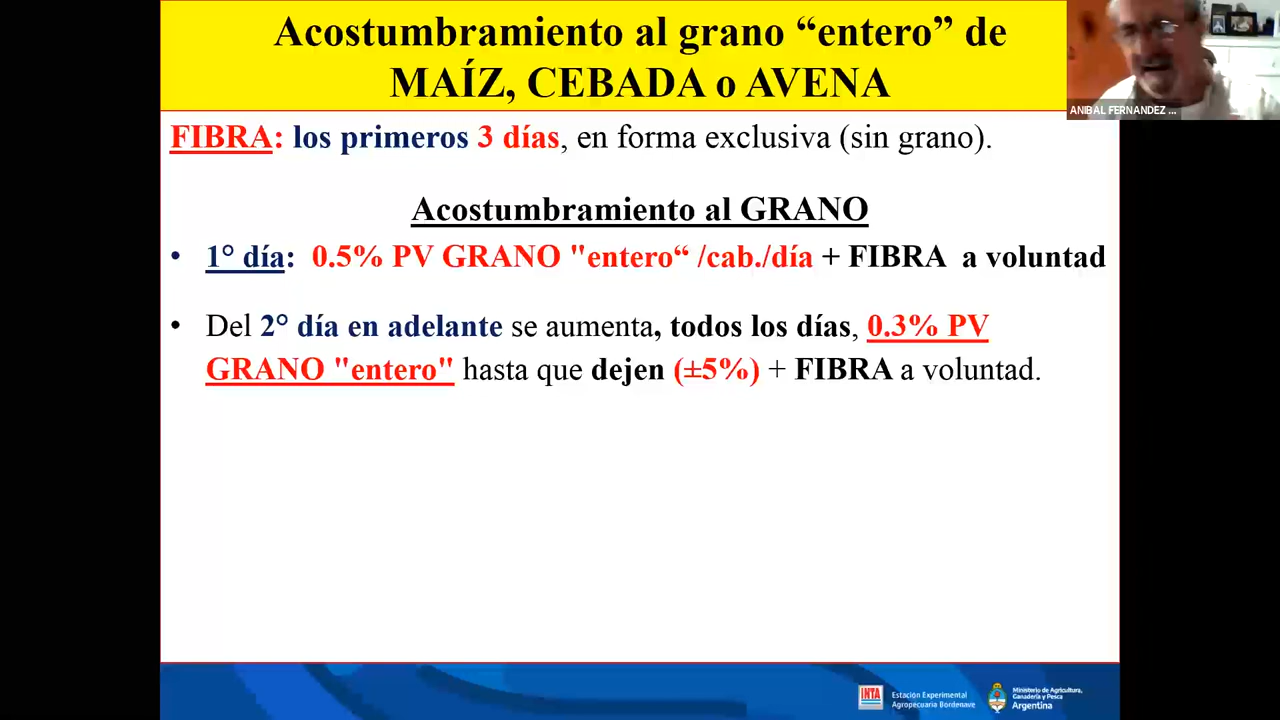 Acostumbramiento al grano “entero” de
MAÍZ, CEBADA o AVENA
ANIBAL FERNANDEZ ...
FIBRA: los primeros 3 días, en forma exclusiva (sin grano).
Acostumbramiento al GRANO
• 1° día: 0.5% PV GRANO "entero“ /cab./día + FIBRA a voluntad
• Del 2° día en adelante se aumenta, todos los días, 0.3% PV
GRANO "entero" hasta que dejen (±5%) + FIBRA a voluntad.
INTA
Estación Experimental
Agropecuaria Bordenave
Ministerio de Agricultura,
Ganadería y Pesca
Argentina